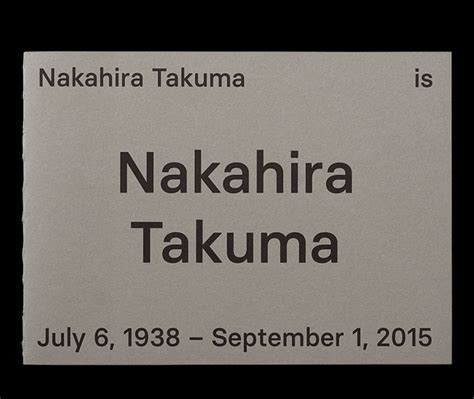 Nakahira Takuma is
Nakahira
Takuma
July 6, 1938 – September 1, 2015